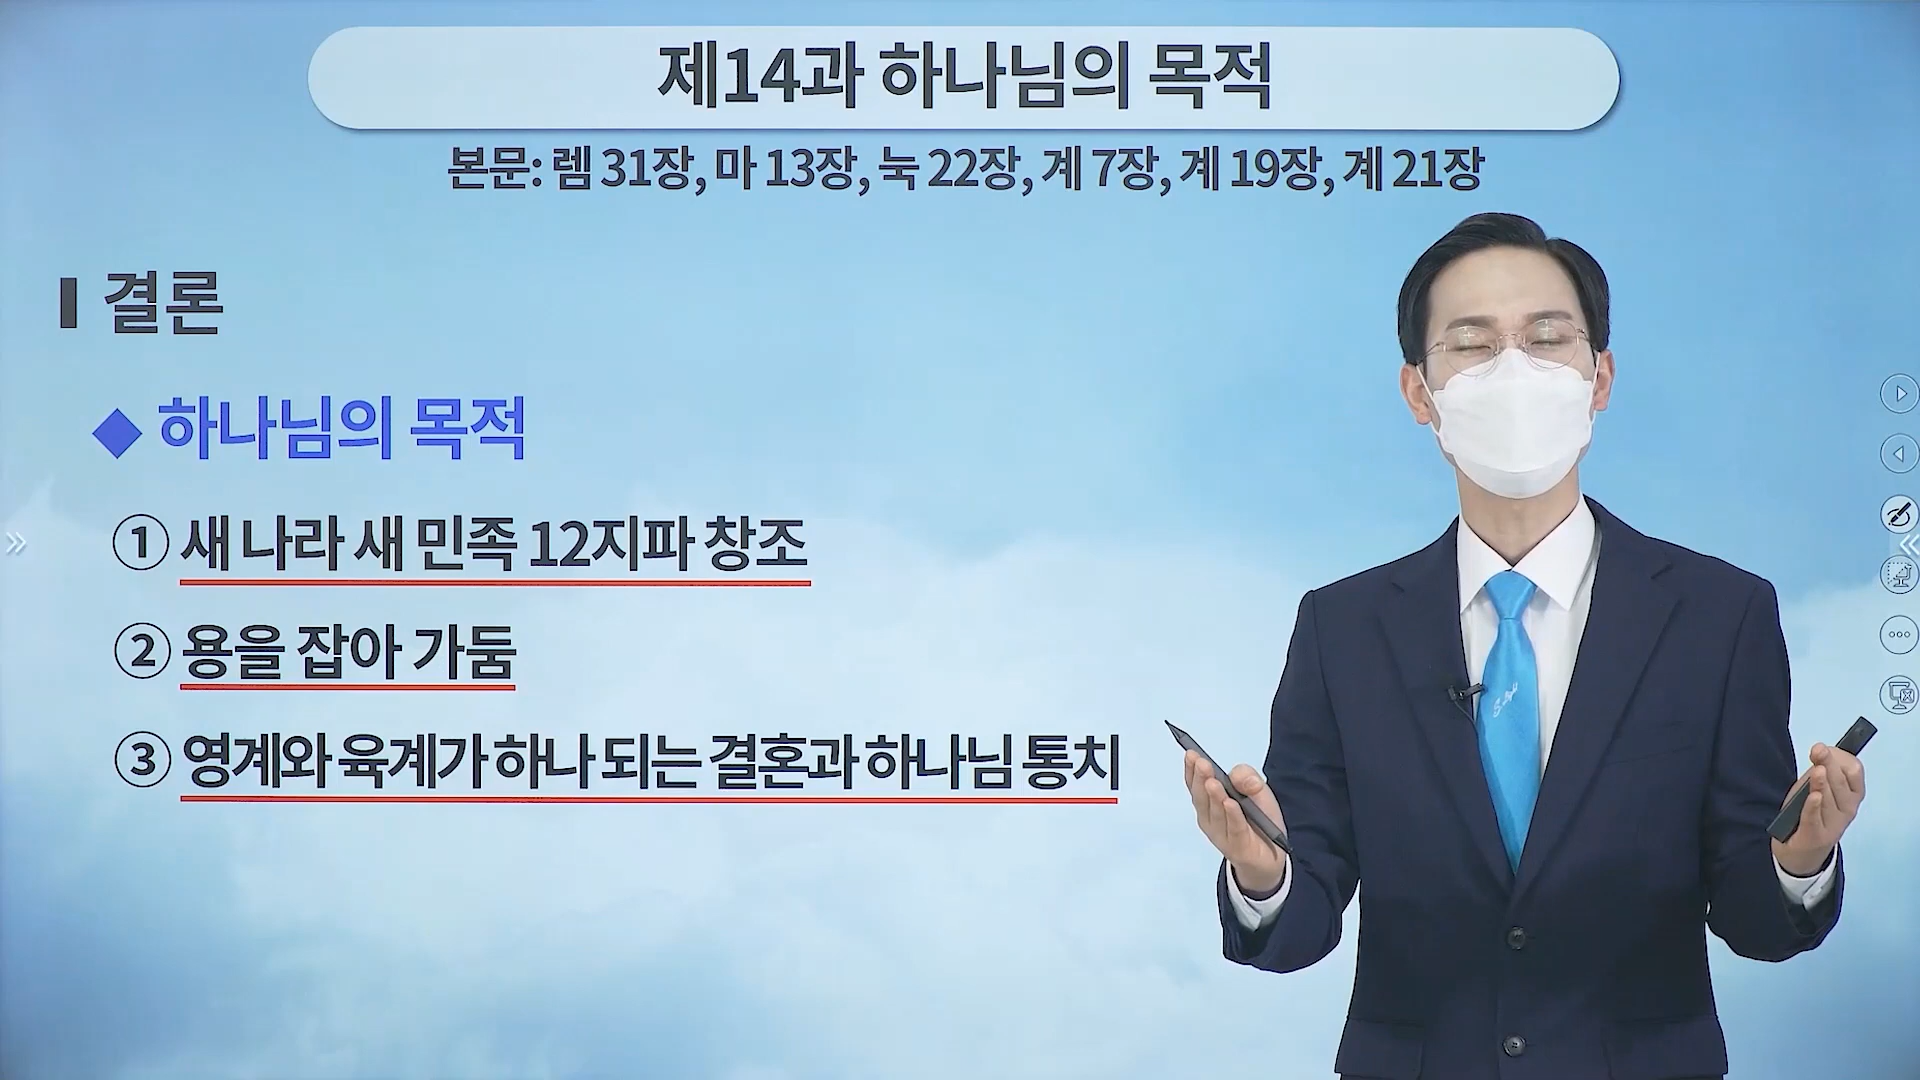 제14과 하나님의 목적
본문: 렘 31장, 마 13장, 눅 22장, 계 7장, 계 19장, 계 21장
결론
◆ 하나님의 목적
① 새 나라 새 민족 12지파 창조
② 용을 잡아 가둠
③ 영계와 육계가 하나 되는 결혼과 하나님 통치